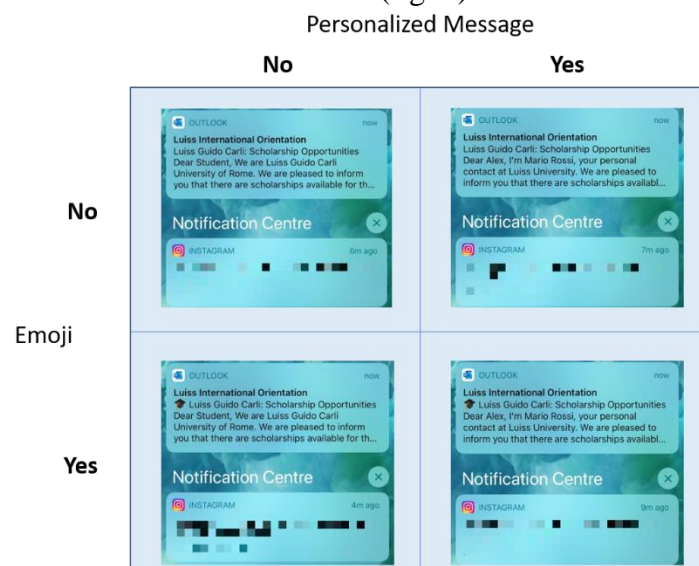 Personalized Message
No
Yes
OUTLOOK now
Luiss International Orientation
Luiss Guido Carli: Scholarship Opportunities
Dear Student, We are Luiss Guido Carli
University of Rome. We are pleased to inform
you that there are scholarships available for th...
Notification Centre
INSTAGRAM 6m ago
OUTLOOK now
Luiss International Orientation
Luiss Guido Carli: Scholarship Opportunities
Dear Alex, I'm Mario Rossi, your personal
contact at Luiss University. We are pleased to
inform you that there are scholarships availabl...
Notification Centre
INSTAGRAM 7m ago
No
Emoji
OUTLOOK now
Luiss International Orientation
🎓 Luiss Guido Carli: Scholarship Opportunities
Dear Student, We are Luiss Guido Carli
University of Rome. We are pleased to inform
you that there are scholarships available for th...
Notification Centre
INSTAGRAM 4m ago
OUTLOOK now
Luiss International Orientation
🎓 Luiss Guido Carli: Scholarship Opportunities
Dear Alex, I'm Mario Rossi, your personal
contact at Luiss University. We are pleased to
inform you that there are scholarships availabl...
Notification Centre
INSTAGRAM 9m ago
Yes